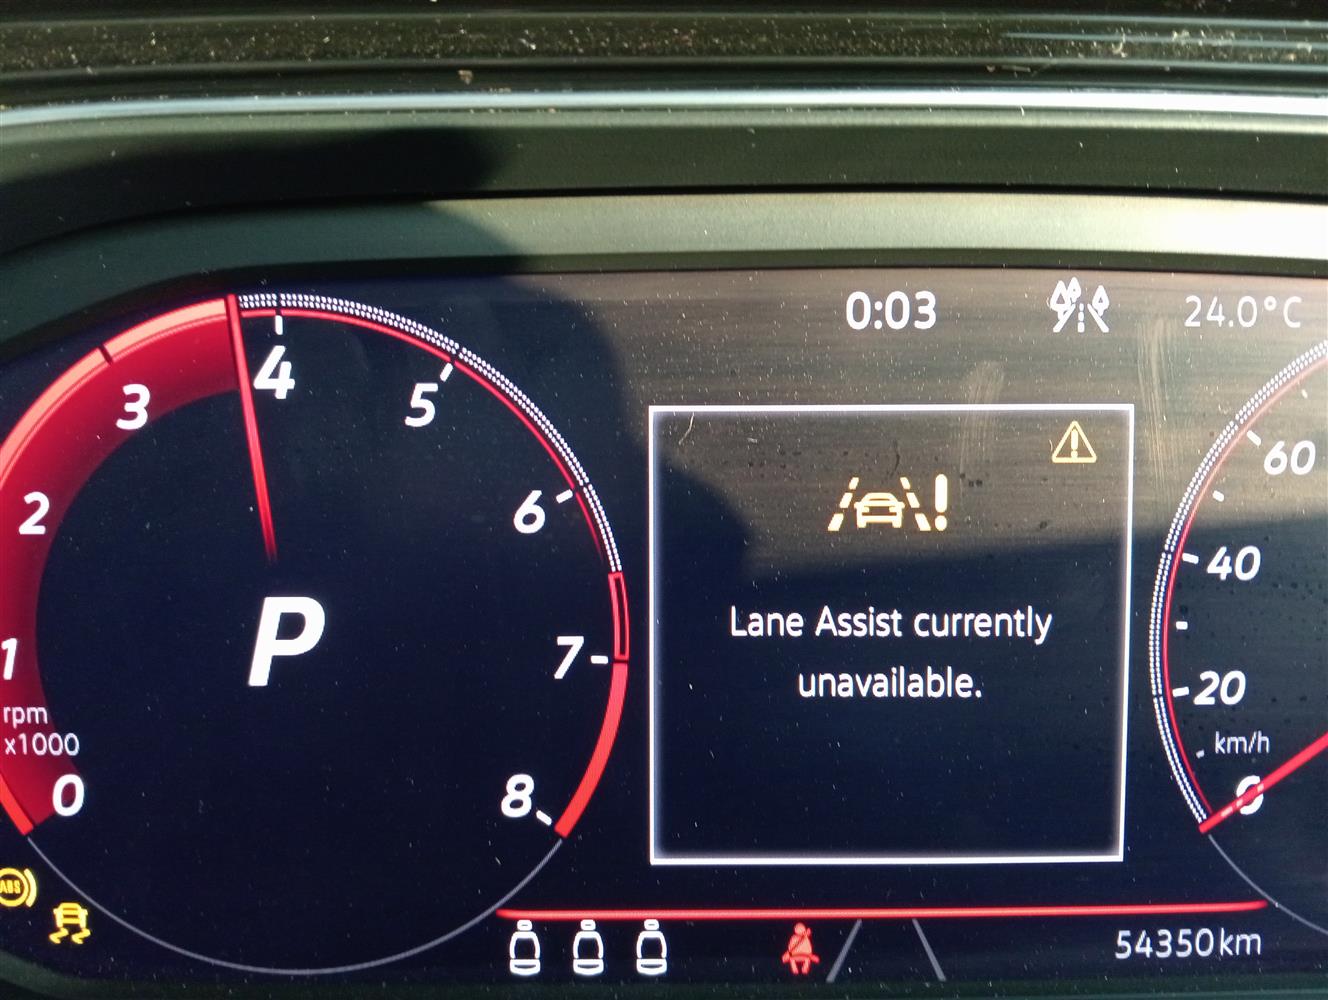 0:03
24.0°C
4
3
5
60
2
6
Lane Assist currently
unavailable.
40
P
1
7
20
rpm
x1000
km/h
0
8
0
ABS
54350km